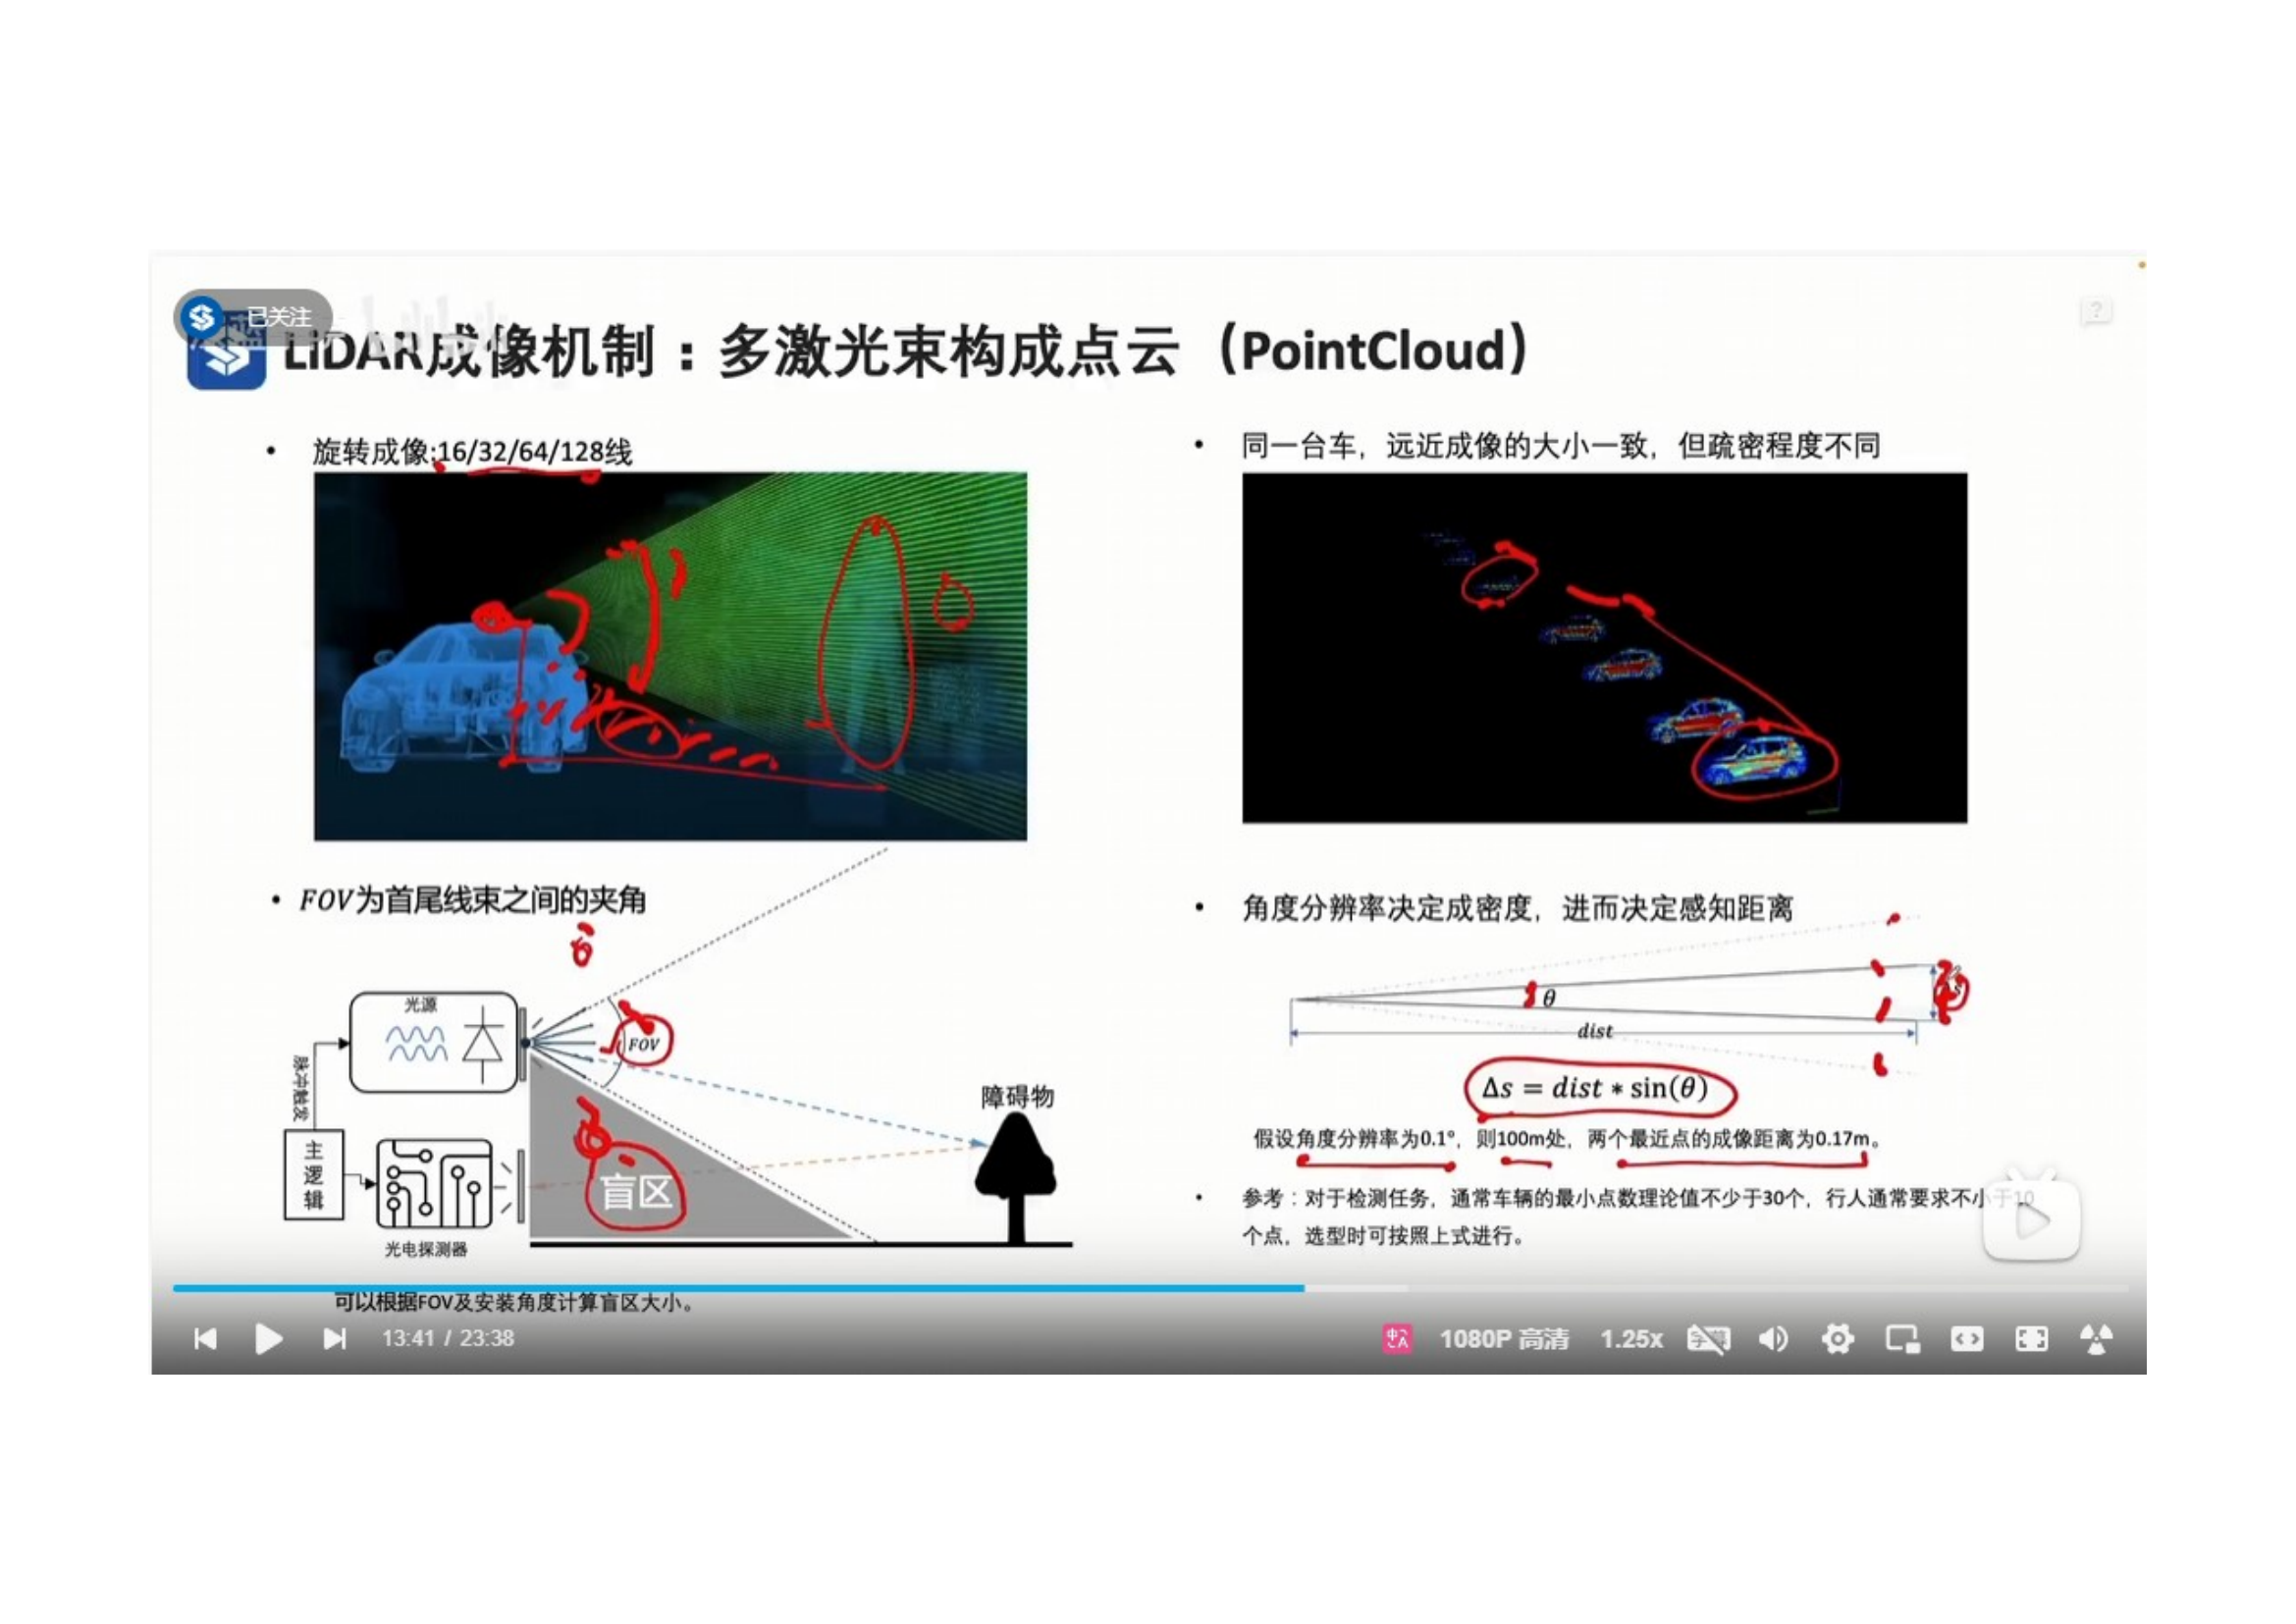 已关注
LiDAR成像机制：多激光束构成点云（PointCloud）
• 旋转成像:16/32/64/128线
• 同一台车，远近成像的大小一致，但疏密程度不同
• FOV为首尾线束之间的夹角
光源
FOV
脉冲触发
主逻辑
光电探测器
盲区
障碍物
可以根据FOV及安装角度计算盲区大小。
• 角度分辨率决定成密度，进而决定感知距离
θ
dist
Δs = dist ∗ sin(θ)
假设角度分辨率为0.1°，则100m处，两个最近点的成像距离为0.17m。
• 参考：对于检测任务，通常车辆的最小点数理论值不少于30个，行人通常要求不小于10
个点，选型时可按照上式进行。
13:41 / 23:38
1080P 高清
1.25x
字幕